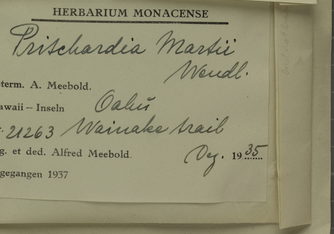 HERBARIUM MONACENSE
Pritchardia Martii
Wendl.
term. A. Meebold.
awaii – Inseln Oahu
21263 Wainake trail
g. et ded. Alfred Meebold. Dez. 1935
gegangen 1937